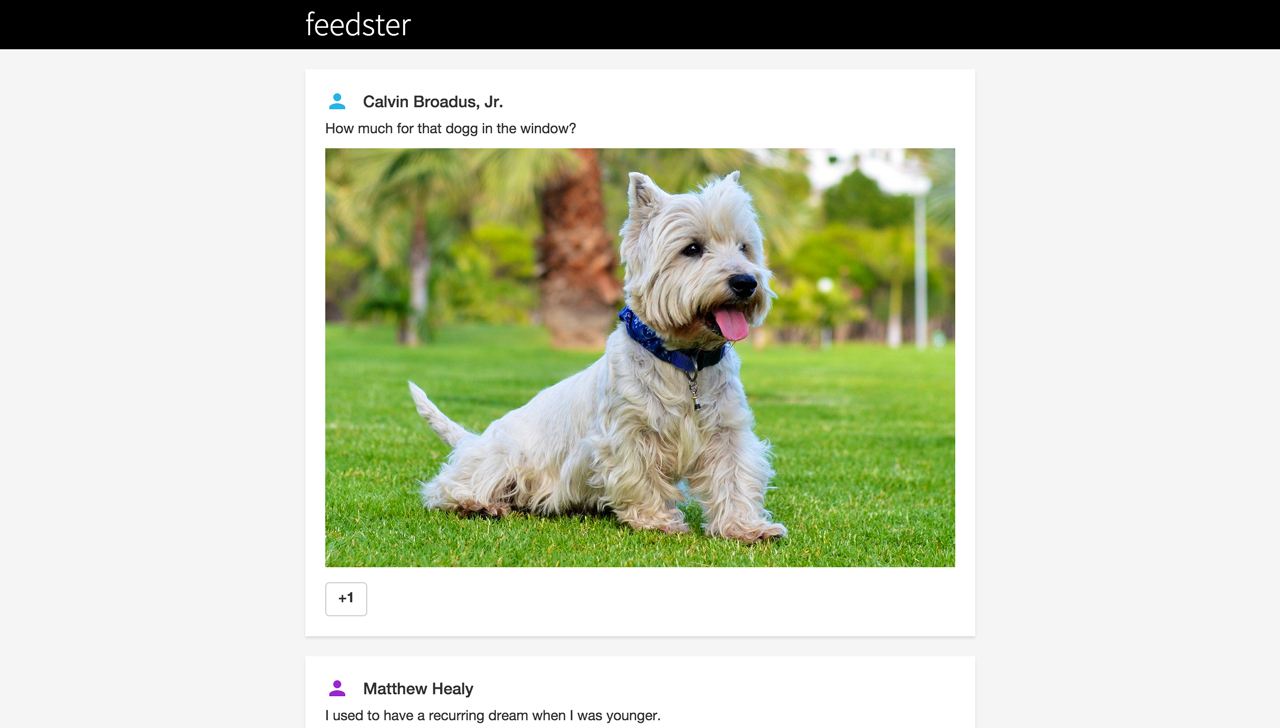 feedster
Calvin Broadus, Jr.
How much for that dogg in the window?
+1
Matthew Healy
I used to have a recurring dream when I was younger.